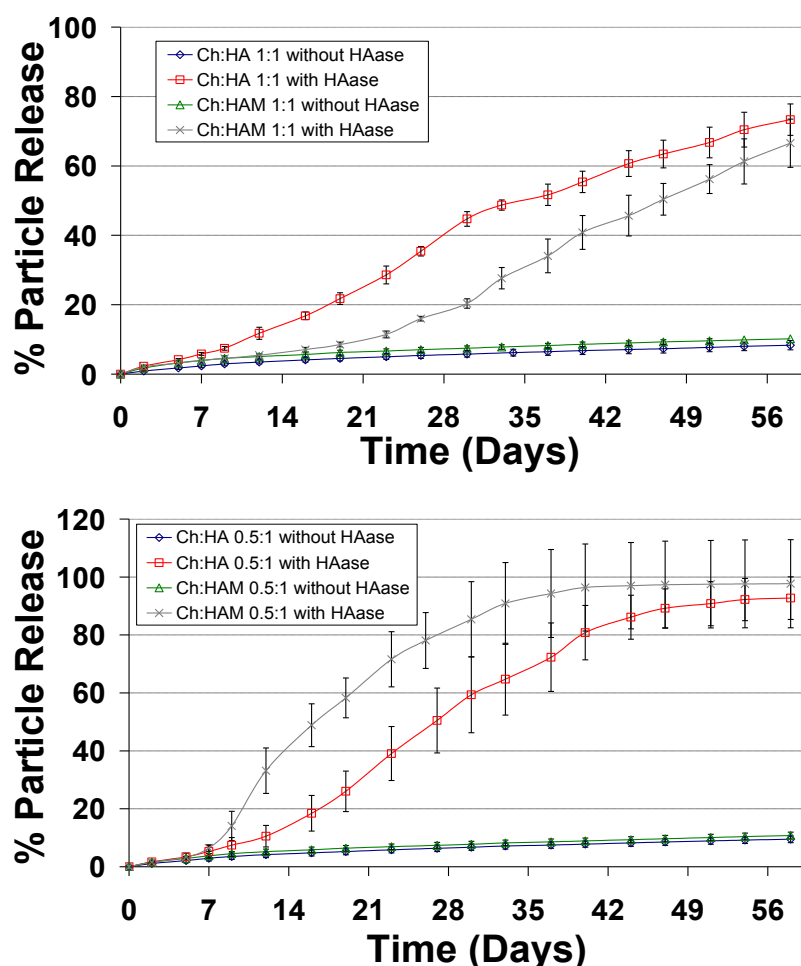 % Particle Release
100
80
60
40
20
0
Ch:HA 1:1 without HAase
Ch:HA 1:1 with HAase
Ch:HAM 1:1 without HAase
Ch:HAM 1:1 with HAase
0 7 14 21 28 35 42 49 56
Time (Days)
% Particle Release
120
100
80
60
40
20
0
Ch:HA 0.5:1 without HAase
Ch:HA 0.5:1 with HAase
Ch:HAM 0.5:1 without HAase
Ch:HAM 0.5:1 with HAase
0 7 14 21 28 35 42 49 56
Time (Days)